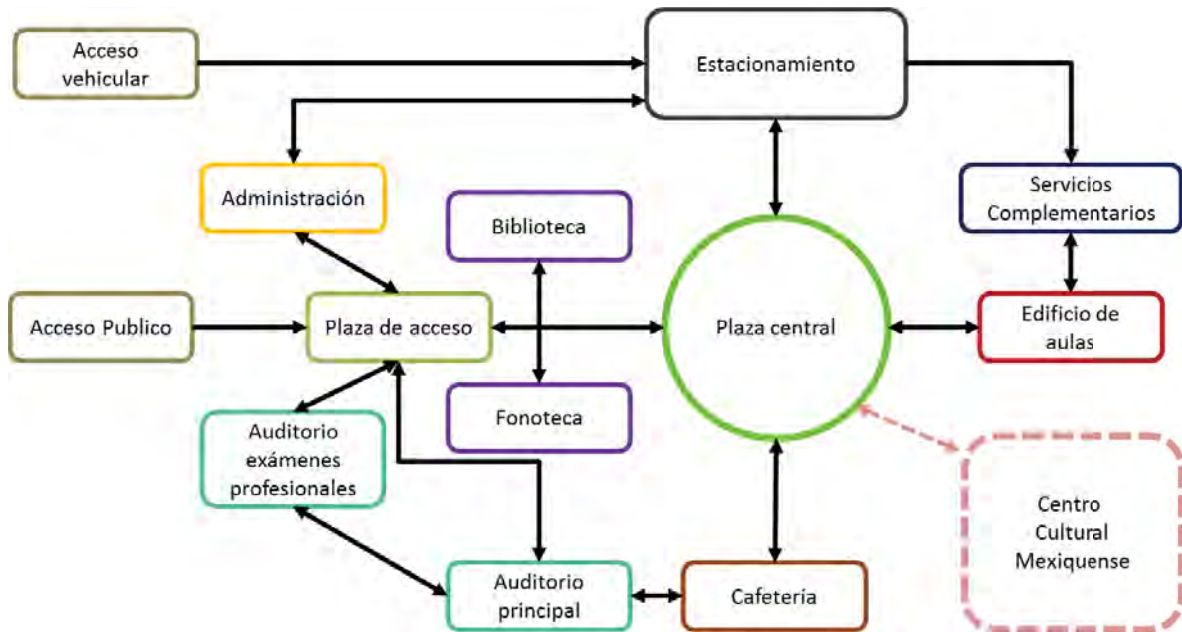 Acceso
vehicular
Estacionamiento
Administración
Biblioteca
Servicios
Complementarios
Acceso Publico
Plaza de acceso
Plaza central
Edificio de
aulas
Fonoteca
Auditorio
exámenes
profesionales
Centro
Cultural
Mexiquense
Auditorio
principal
Cafetería